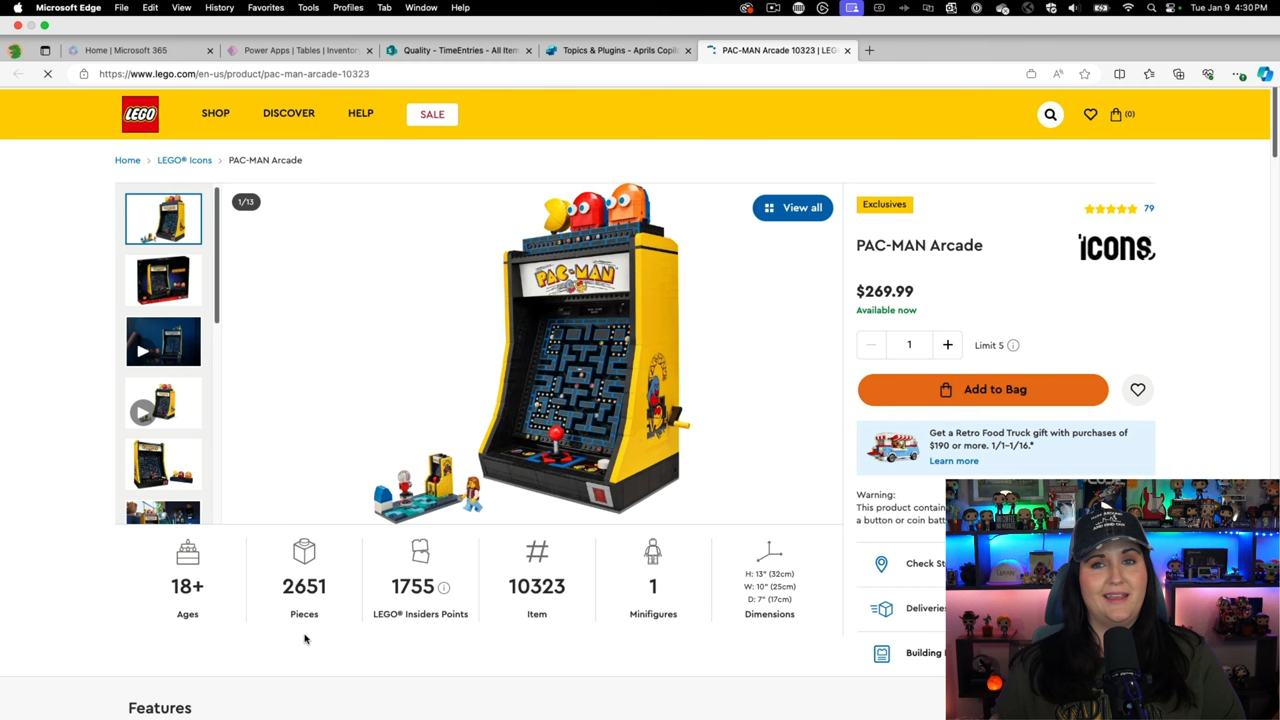 Microsoft Edge File Edit View History Favorites Tools Profiles Tab Window Help Tue Jan 9 4:30 PM
Home | Microsoft 365
Power Apps | Tables | Inventor
Quality - TimeEntries - All Item
Topics & Plugins - Aprils Copil
PAC-MAN Arcade 10323 | LEG
https://www.lego.com/en-us/product/pac-man-arcade-10323
LEGO
SHOP
DISCOVER
HELP
SALE
(0)
Home > LEGO® Icons > PAC-MAN Arcade
1/13
View all
PAC-MAN
Exclusives
79
PAC-MAN Arcade
icons
$269.99
Available now
1
Limit 5
Add to Bag
Get a Retro Food Truck gift with purchases of
$190 or more. 1/1–1/16.*
Learn more
Warning:
This product contain
a button or coin batt
Check St
Deliveries
Building
18+
Ages
2651
Pieces
1755
LEGO® Insiders Points
10323
Item
1
Minifigures
H: 13" (32cm)
W: 10" (25cm)
D: 7" (17cm)
Dimensions
Features